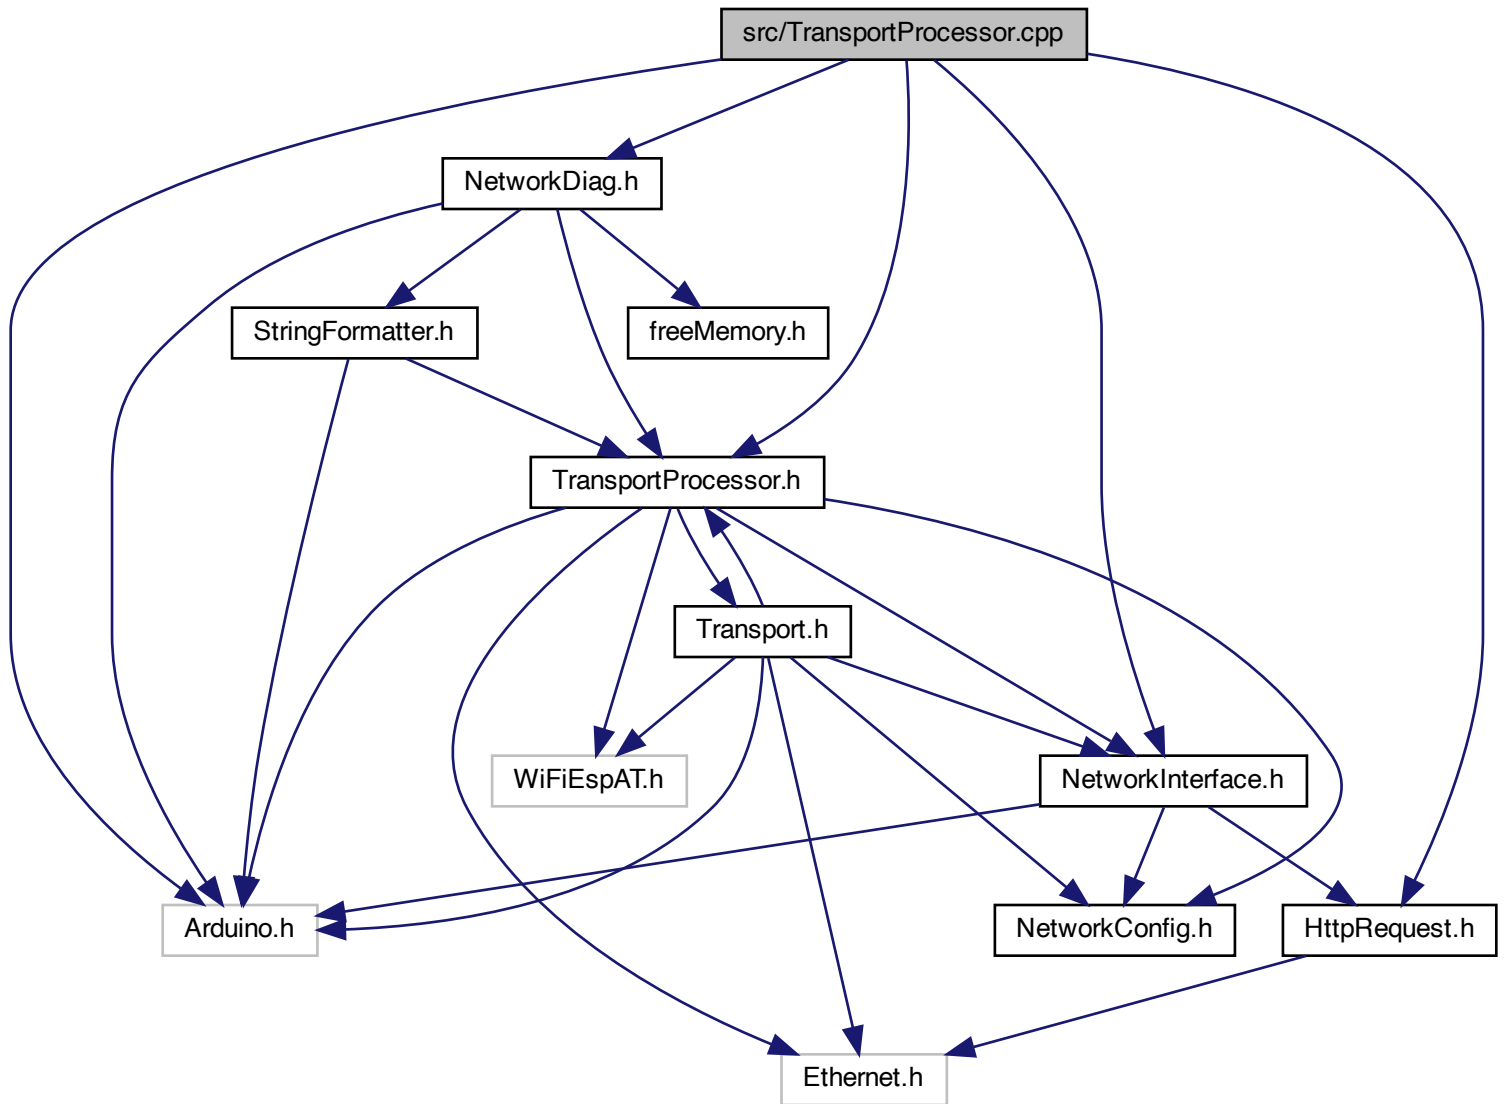 src/TransportProcessor.cpp
NetworkDiag.h
StringFormatter.h
freeMemory.h
TransportProcessor.h
Transport.h
WiFiEspAT.h
NetworkInterface.h
Arduino.h
NetworkConfig.h
HttpRequest.h
Ethernet.h